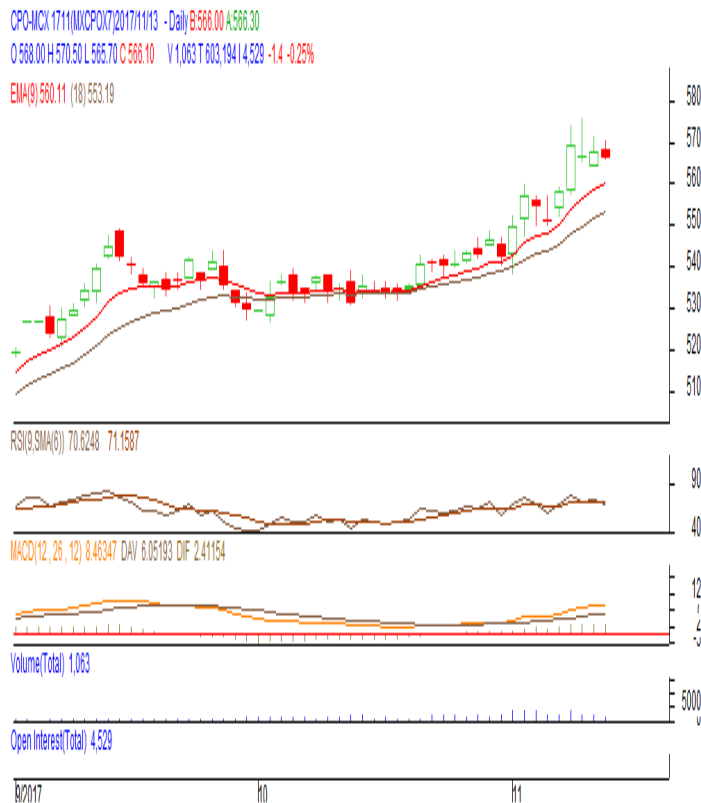 CPO-MCX 1711(MXCPOX7)2017/11/13 - Daily B:566.00 A:566.30
O 568.00 H 570.50 L 565.70 C 566.10 V 1,063 T 603,194 I 4,529 -1.4 -0.25%
EMA(9) 560.11 (18) 553.19
580
570
560
550
540
530
520
510
RSI(9,SMA(6)) 70.6248 71.1587
90
40
MACD(12 , 26 , 12) 8.46347 DAV 6.05193 DIF 2.41154
12
Volume(Total) 1,063
5000
Open Interest(Total) 4,529
9/2017 10 11